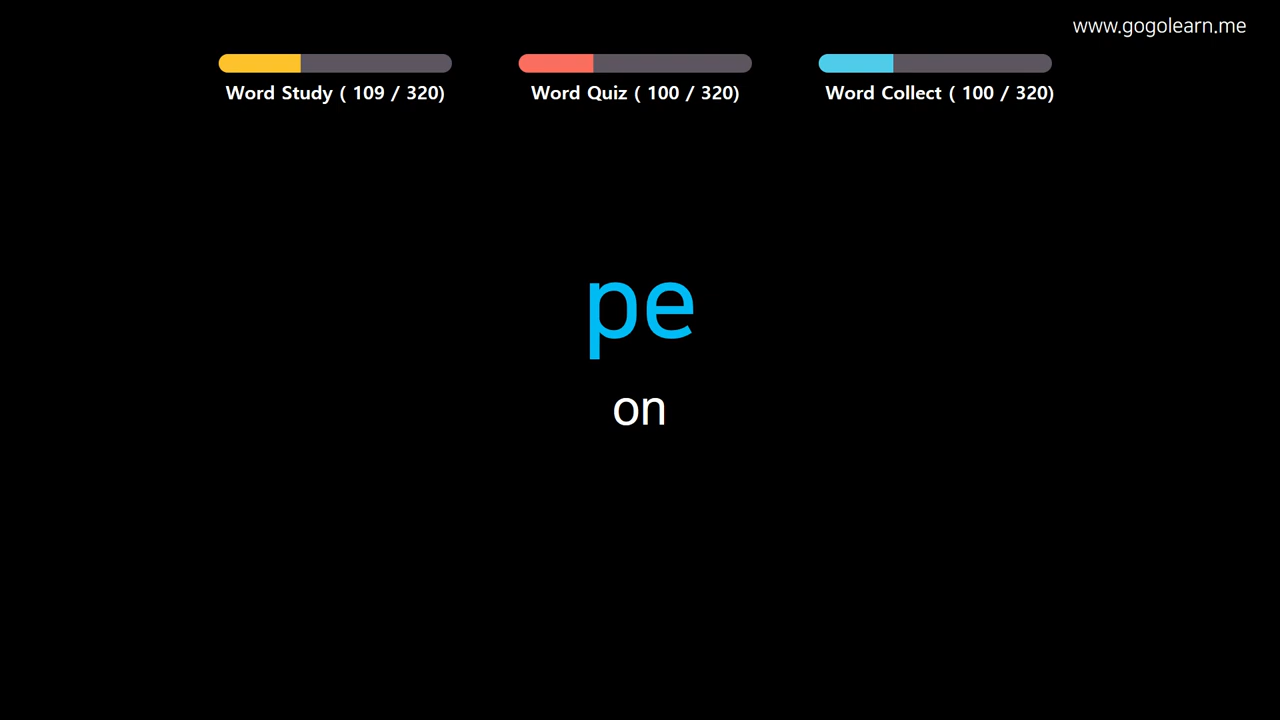 www.gogolearn.me
Word Study ( 109 / 320)
Word Quiz ( 100 / 320)
Word Collect ( 100 / 320)
pe
on